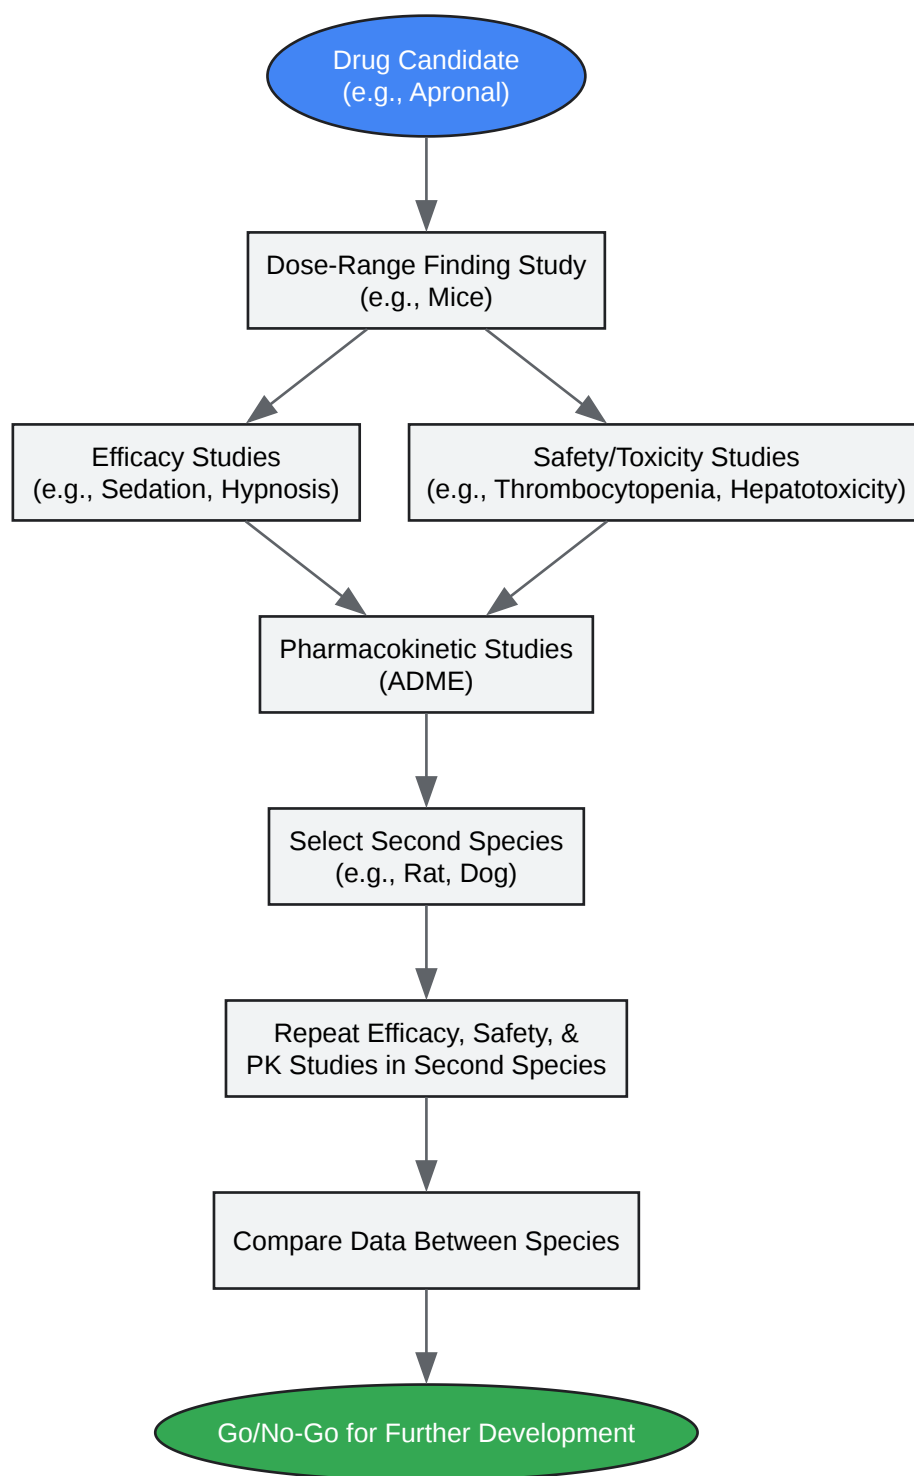 Drug Candidate
(e.g., Apronal)
Dose-Range Finding Study
(e.g., Mice)
Efficacy Studies
(e.g., Sedation, Hypnosis)
Safety/Toxicity Studies
(e.g., Thrombocytopenia, Hepatotoxicity)
Pharmacokinetic Studies
(ADME)
Select Second Species
(e.g., Rat, Dog)
Repeat Efficacy, Safety, &
PK Studies in Second Species
Compare Data Between Species
Go/No-Go for Further Development